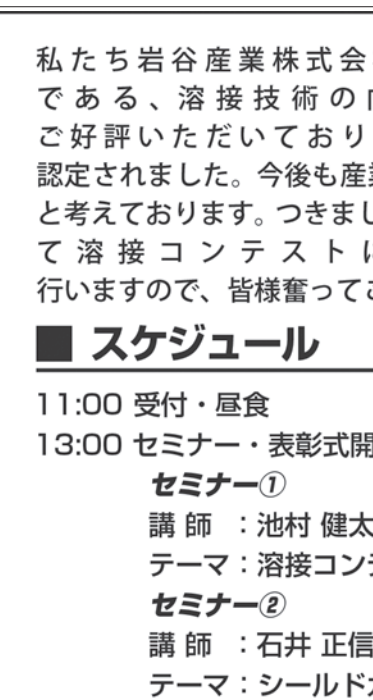 私たち岩谷産業株式会
である、溶接技術の
ご好評いただいており
認定されました。今後も産業
と考えております。つきまし
て溶接コンテスト
行いますので、皆様奮ってご
■ スケジュール
11:00 受付・昼食
13:00 セミナー・表彰式開
セミナー①
講 師 ：池村 健太
テーマ：溶接コンテ
セミナー②
講 師 ：石井 正信
テーマ：シールドガ